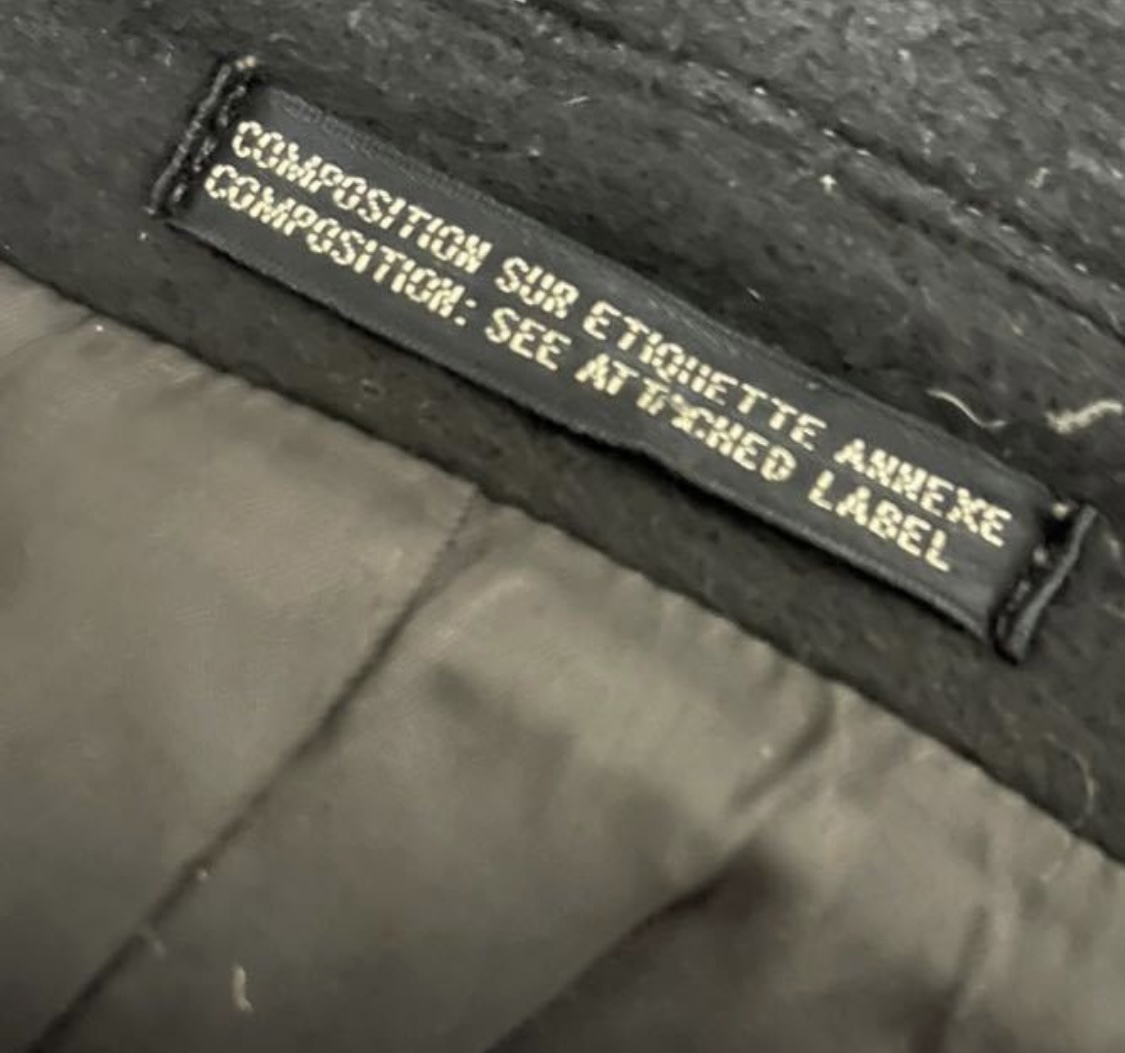 COMPOSITION SUR ETIQUETTE ANNEXE
COMPOSITION: SEE ATTACHED LABEL